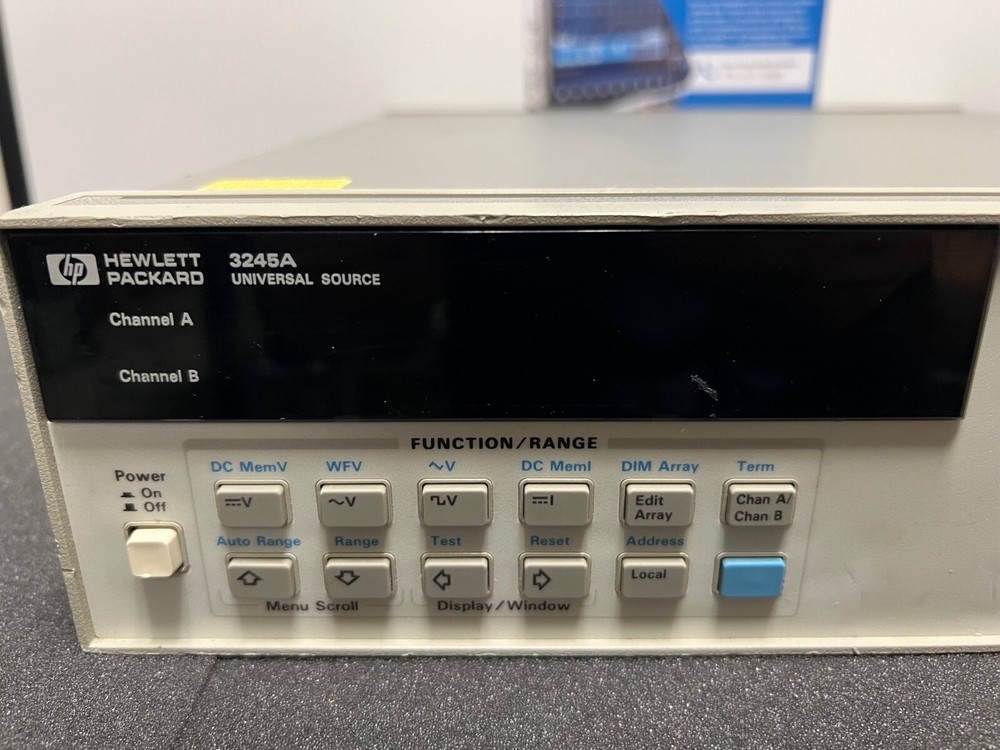 hp HEWLETT PACKARD 3245A
UNIVERSAL SOURCE
Channel A
Channel B
FUNCTION/RANGE
Power
On
Off
DC MemV WFV ~V DC MemI DIM Array Term
⎓V ~V ⎍V ⎓I Edit Array Chan A/ Chan B
Auto Range Range Test Reset Address
Local
Menu Scroll Display/Window